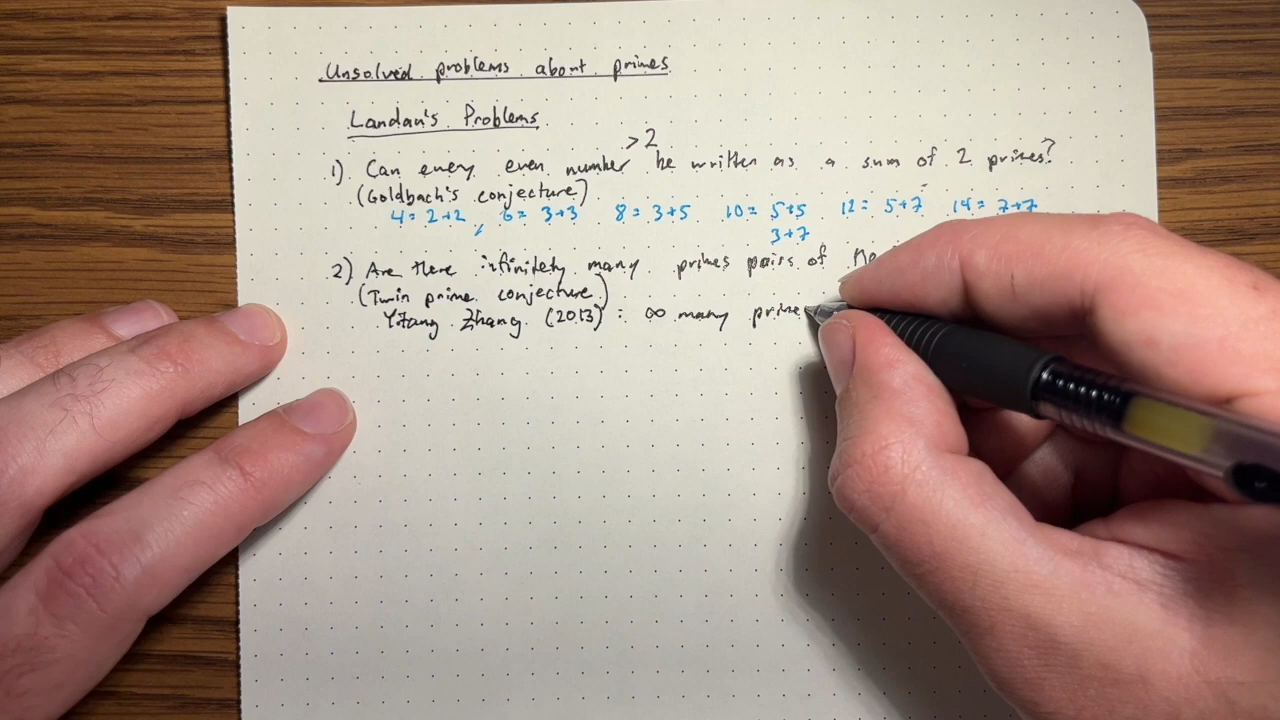 Unsolved problems about primes
Landau's Problems
>2
1) Can every even number be written as a sum of 2 primes?
(Goldbach's conjecture)
4 = 2+2, 6 = 3+3 8 = 3+5 10 = 5+5 12 = 5+7 14 = 7+7
3+7
2) Are there infinitely many primes pairs of
(Twin prime conjecture)
Yitang Zhang (2013) : ∞ many prime